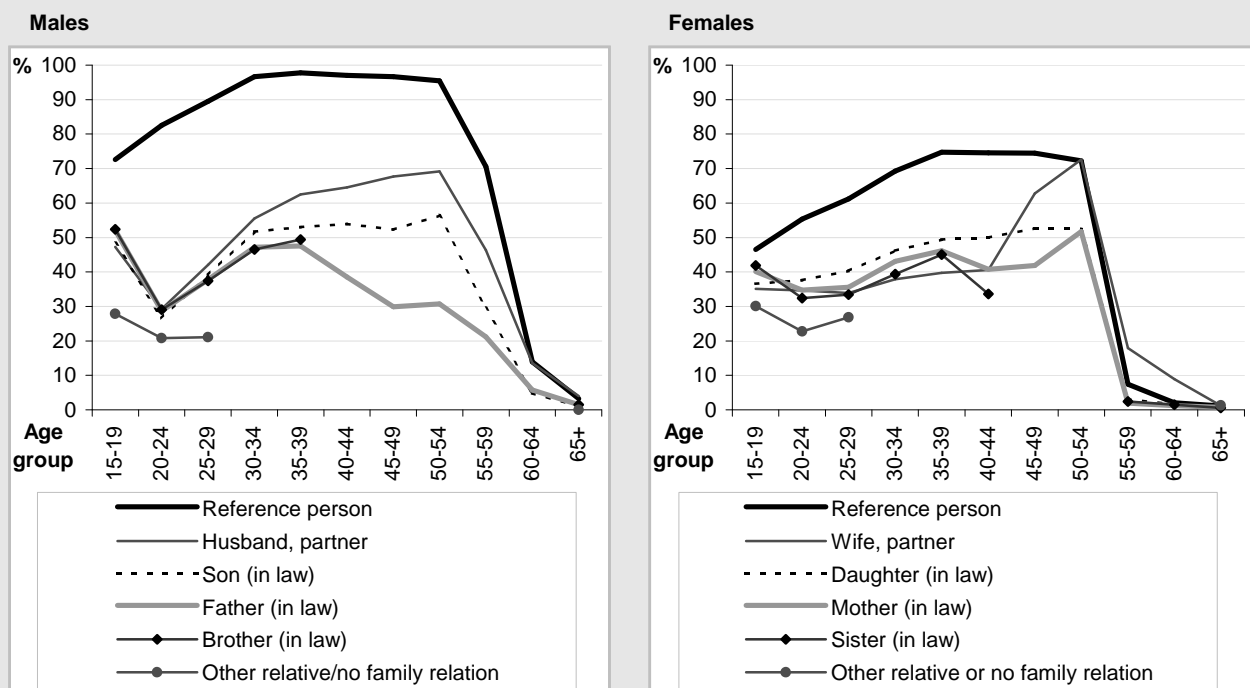 Males
% 100
90
80
70
60
50
40
30
20
10
0
Age
group
15-19
20-24
25-29
30-34
35-39
40-44
45-49
50-54
55-59
60-64
65+
Reference person
Husband, partner
Son (in law)
Father (in law)
Brother (in law)
Other relative/no family relation
Females
% 100
90
80
70
60
50
40
30
20
10
0
Age
group
15-19
20-24
25-29
30-34
35-39
40-44
45-49
50-54
55-59
60-64
65+
Reference person
Wife, partner
Daughter (in law)
Mother (in law)
Sister (in law)
Other relative or no family relation